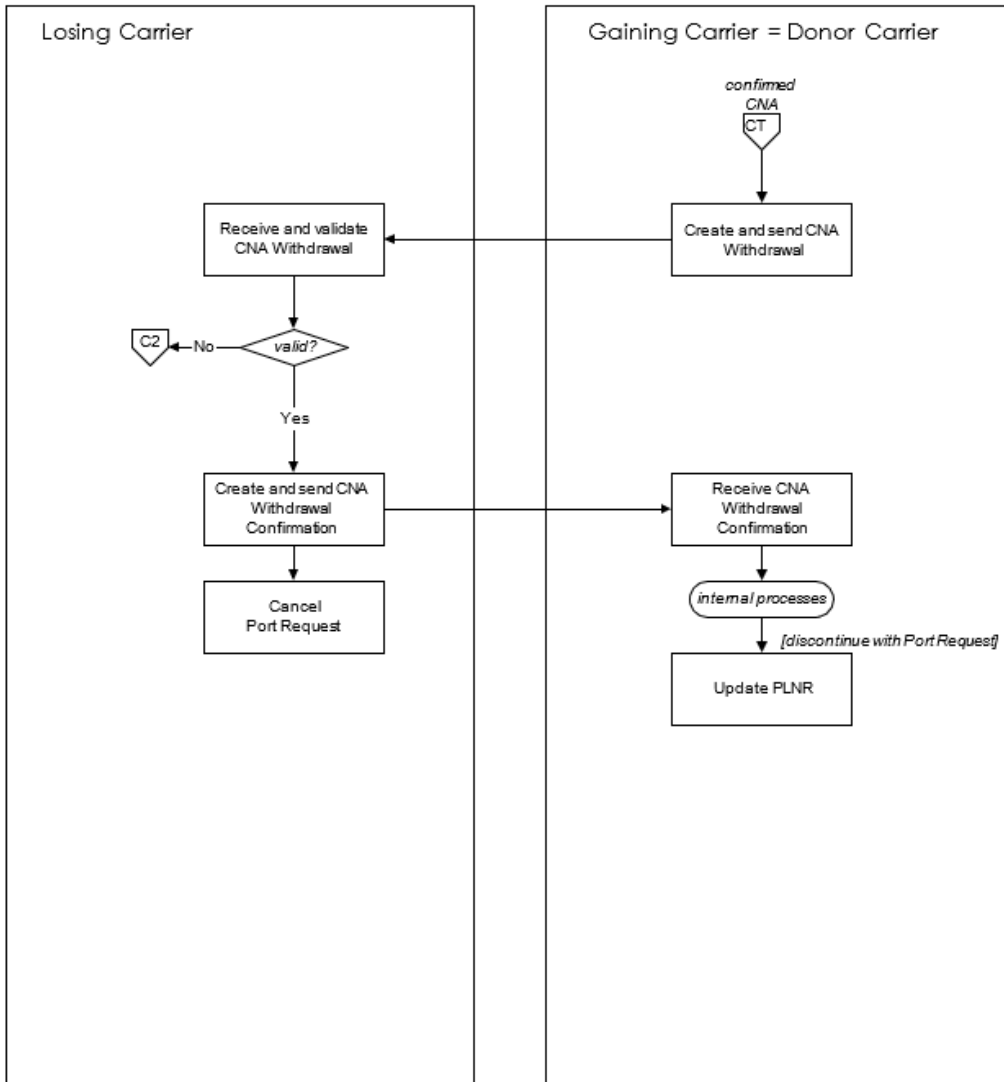 Losing Carrier
Gaining Carrier = Donor Carrier
confirmed
CNA
CT
Receive and validate
CNA Withdrawal
Create and send CNA
Withdrawal
C2
No
valid?
Yes
Create and send CNA
Withdrawal
Confirmation
Receive CNA
Withdrawal
Confirmation
Cancel
Port Request
internal processes
[discontinue with Port Request]
Update PLNR